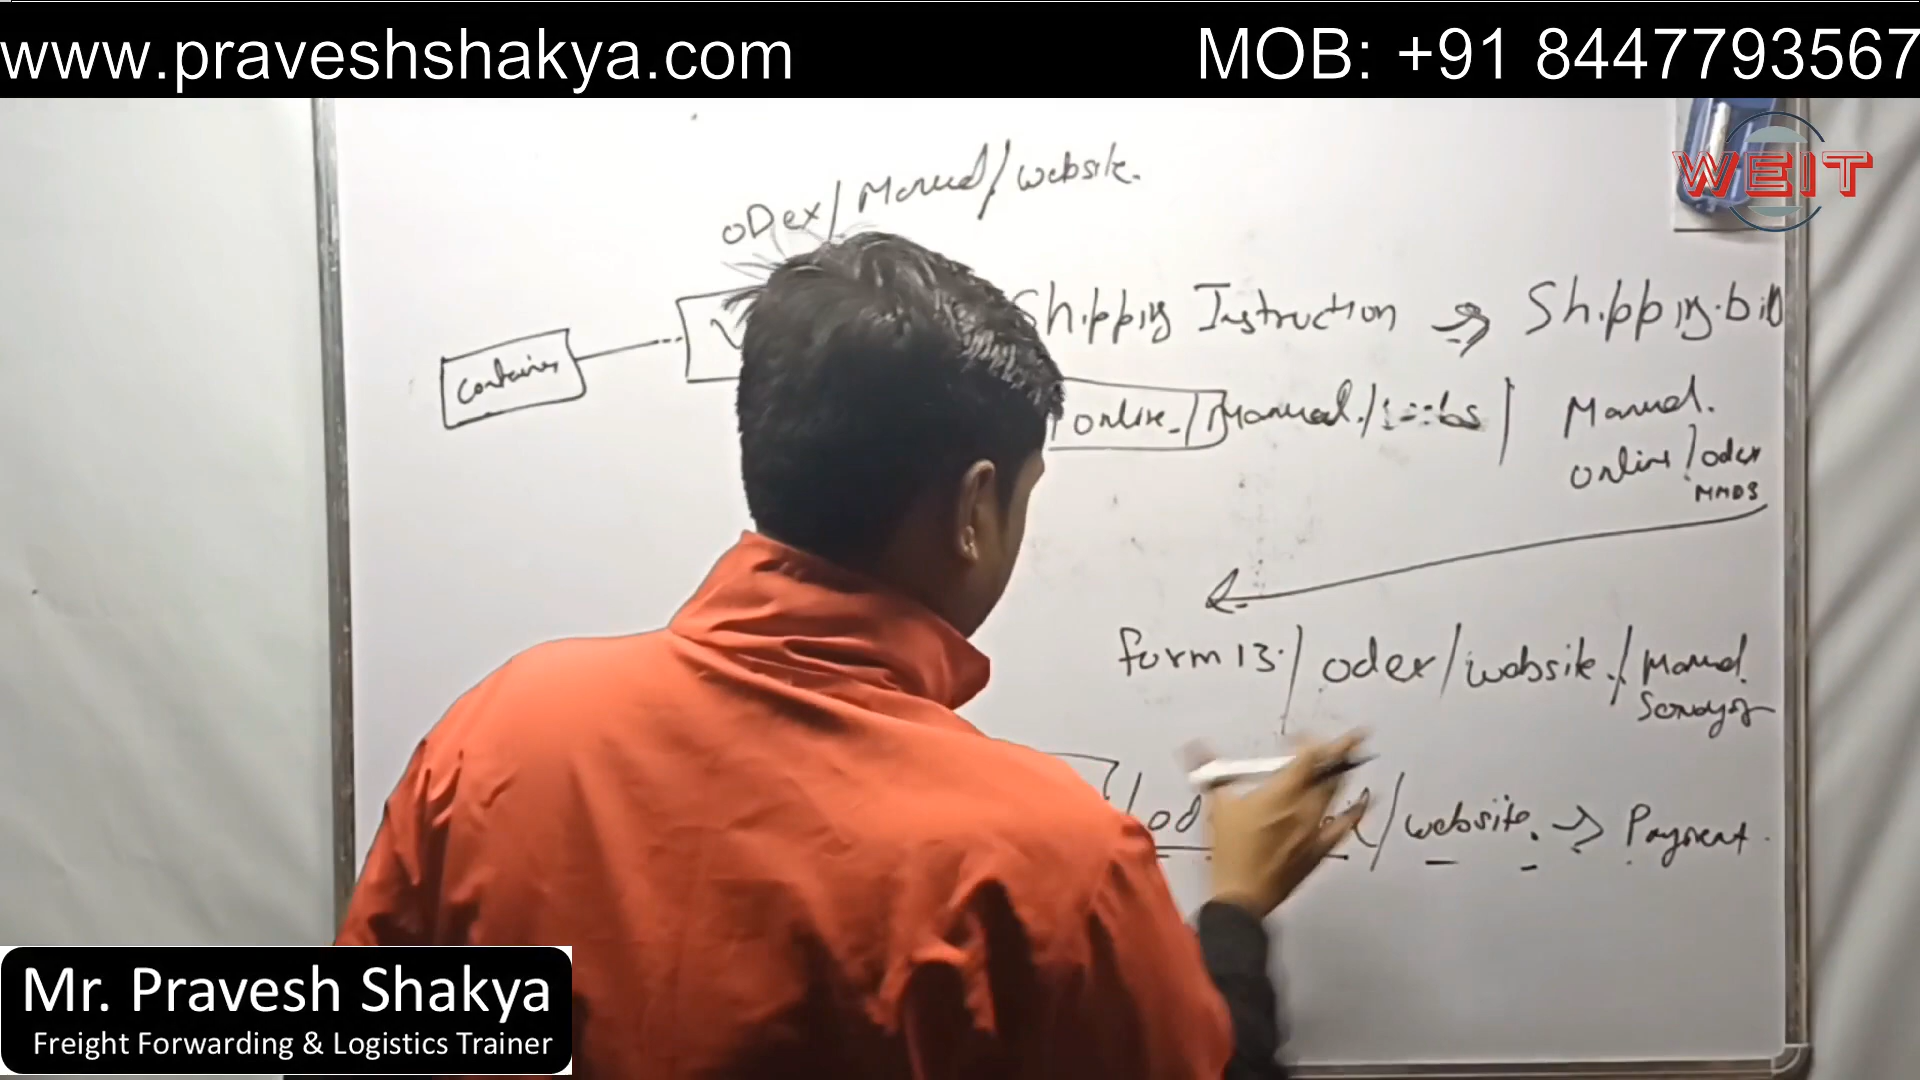 www.praveshshakya.com MOB: +91 8447793567
WEIT
oDex/Manual/website.
Shipping Instruction → Shipping.bill
Container
online./Manual./ | Manual.
online/odex
form 13./odex/website./Manual.
/od /website. → Payment.
Mr. Pravesh Shakya
Freight Forwarding & Logistics Trainer